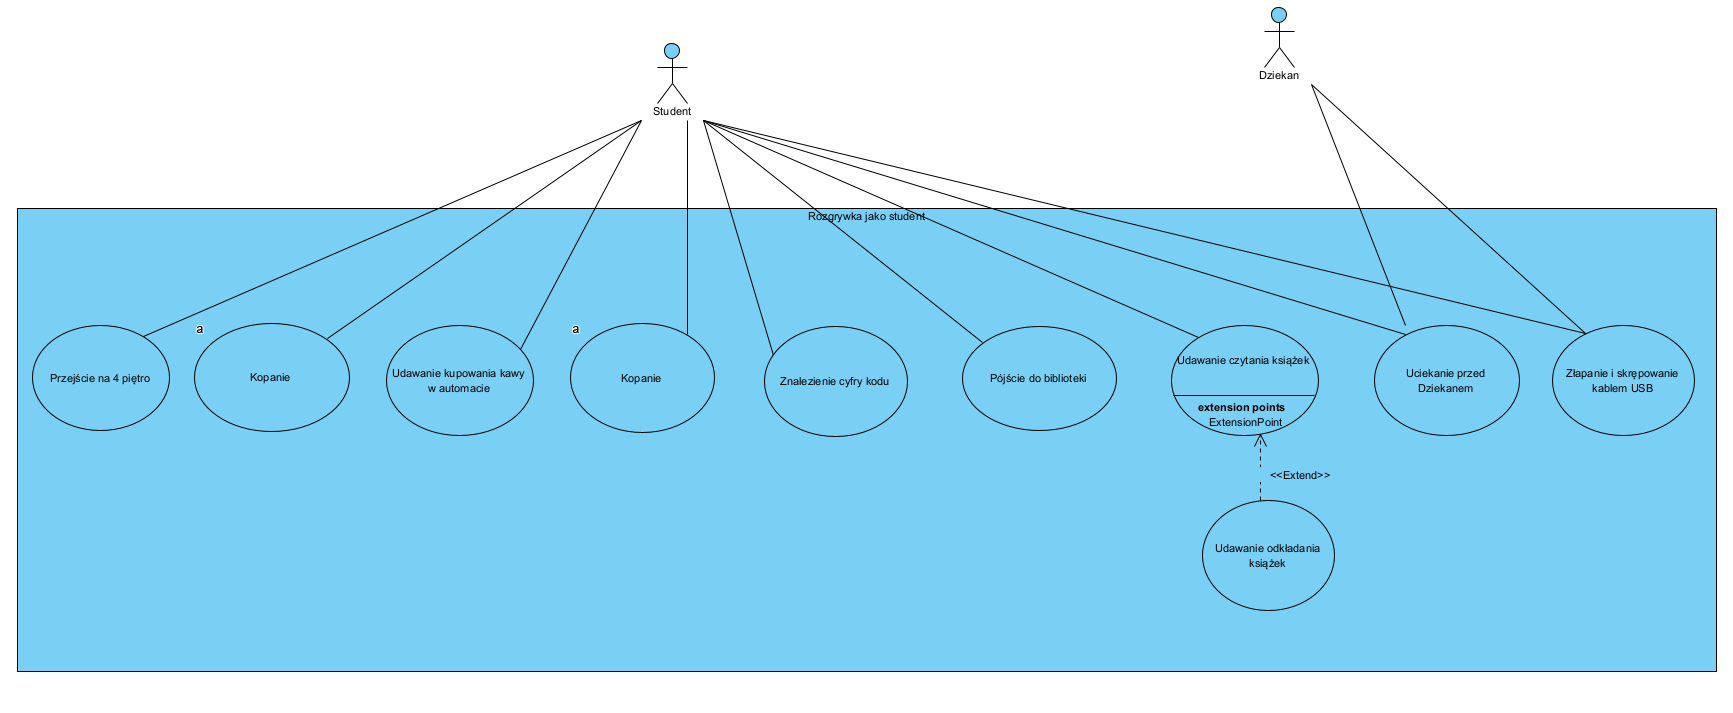 Dziekan
Student
Rozgrywka jako student
a
a
Przejście na 4 piętro
Kopanie
Udawanie kupowania kawy
w automacie
Kopanie
Znalezienie cyfry kodu
Pójście do biblioteki
Udawanie czytania książek
extension points
ExtensionPoint
Uciekanie przed
Dziekanem
Złapanie i skrępowanie
kablem USB
<<Extend>>
Udawanie odkładania
książek